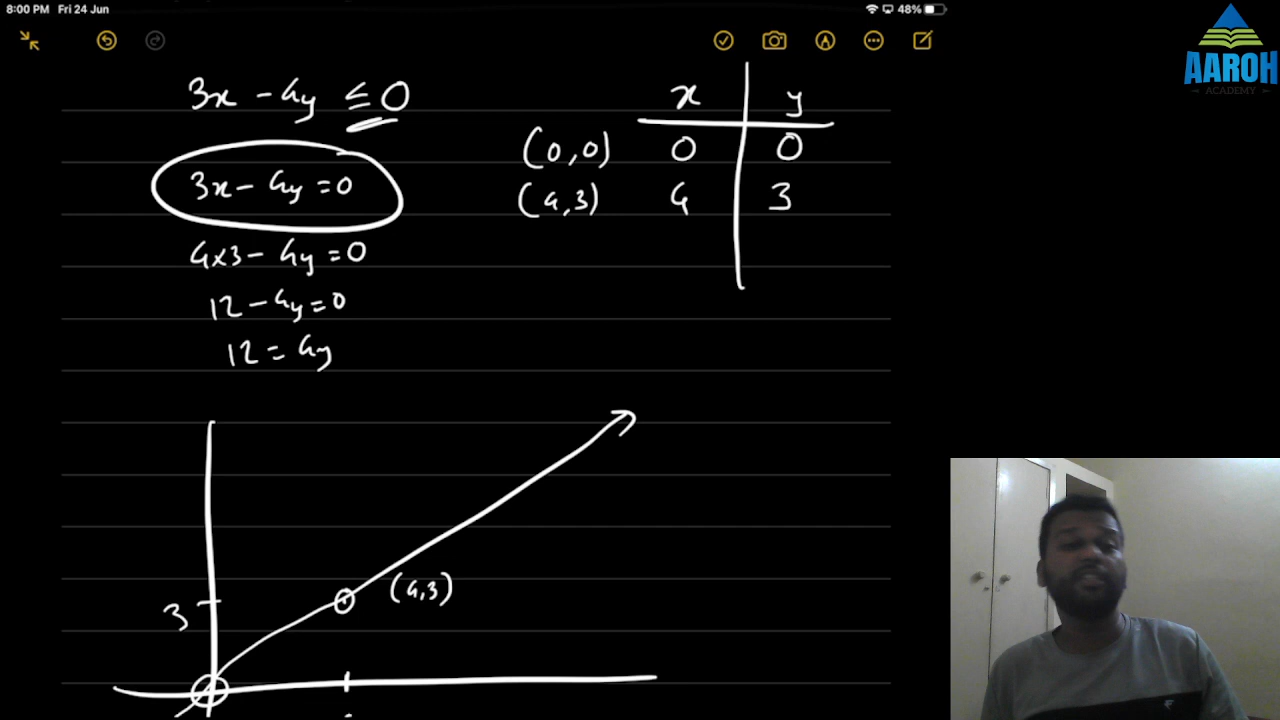 8:00 PM Fri 24 Jun
48%
AAROH
ACADEMY
3x - 4y ≤ 0
3x - 4y = 0
4x3 - 4y = 0
12 - 4y = 0
12 = 4y
x y
(0,0) 0 0
(4,3) 4 3
(4,3)
3